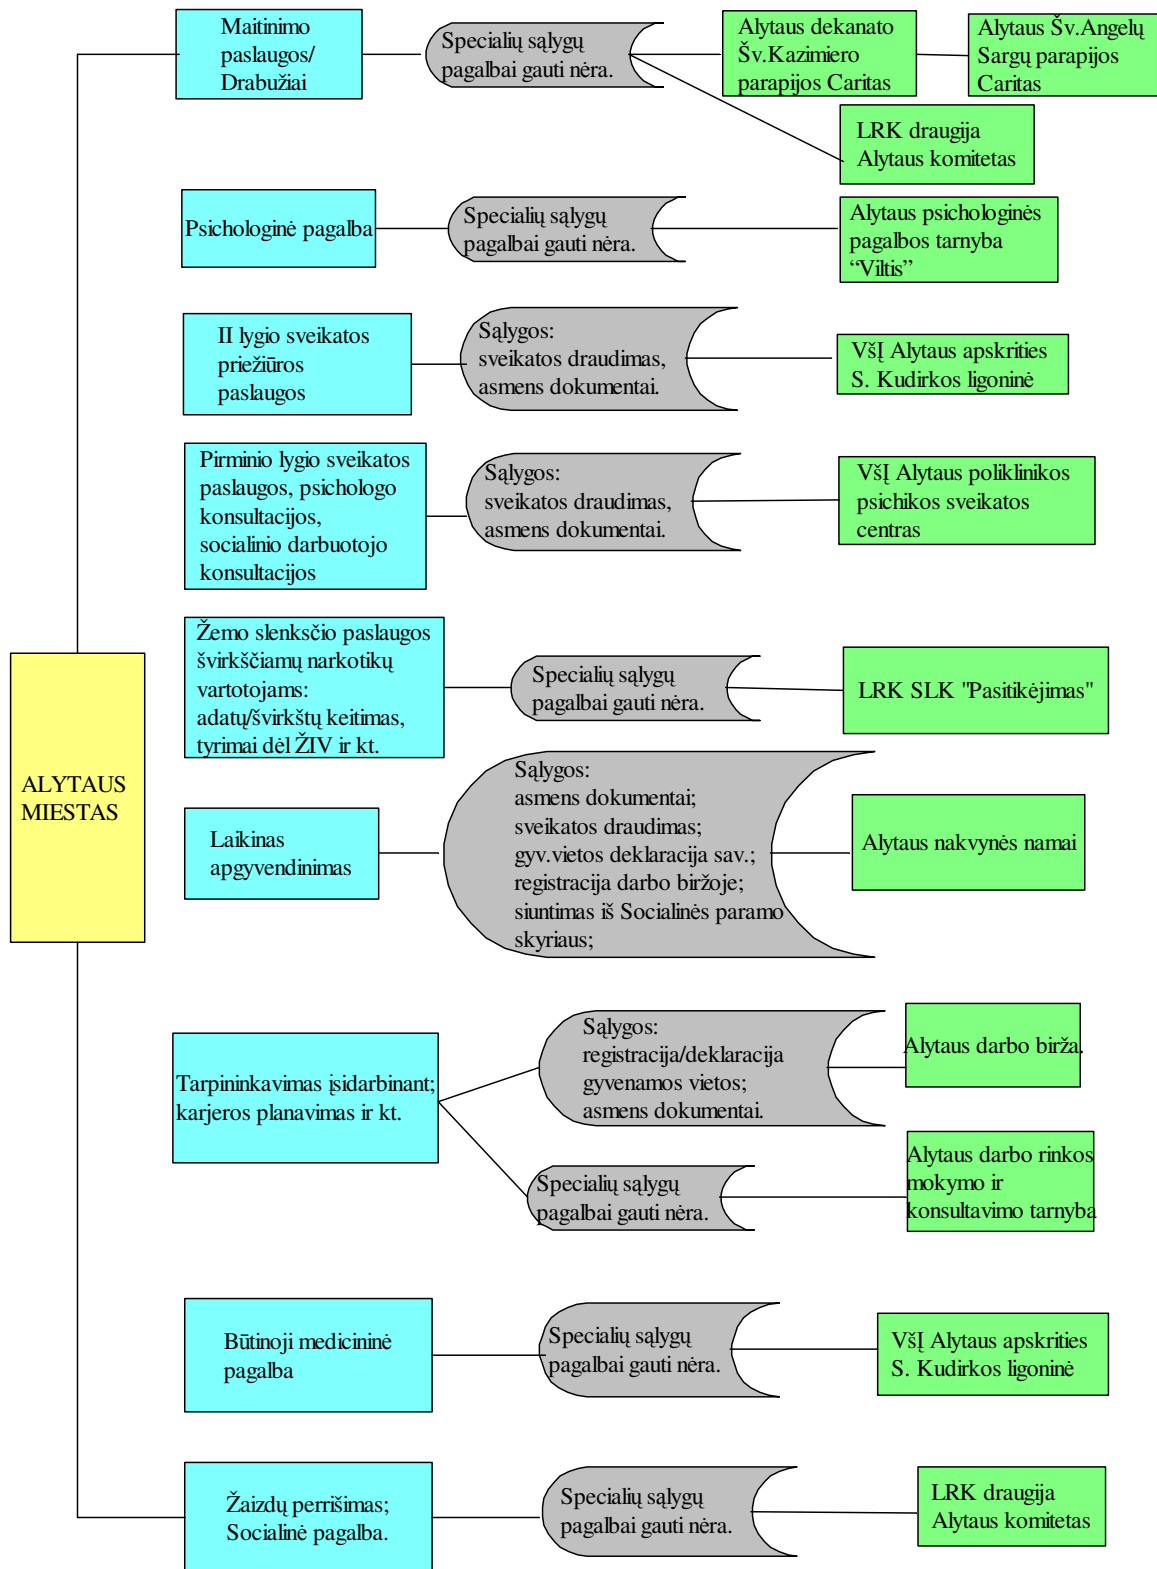 Maitinimo
paslaugos/
Drabužiai
Specialių sąlygų
pagalbai gauti nėra.
Alytaus dekanato
Šv.Kazimiero
parapijos Caritas
Alytaus Šv.Angelų
Sargų parapijos
Caritas
LRK draugija
Alytaus komitetas
Psichologinė pagalba
Specialių sąlygų
pagalbai gauti nėra.
Alytaus psichologinės
pagalbos tarnyba
“Viltis”
II lygio sveikatos
priežiūros
paslaugos
Sąlygos:
sveikatos draudimas,
asmens dokumentai.
VšĮ Alytaus apskrities
S. Kudirkos ligoninė
Pirminio lygio sveikatos
paslaugos, psichologo
konsultacijos,
socialinio darbuotojo
konsultacijos
Sąlygos:
sveikatos draudimas,
asmens dokumentai.
VšĮ Alytaus poliklinikos
psichikos sveikatos
centras
Žemo slenksčio paslaugos
švirkščiamų narkotikų
vartotojams:
adatų/švirkštų keitimas,
tyrimai dėl ŽIV ir kt.
Specialių sąlygų
pagalbai gauti nėra.
LRK SLK "Pasitikėjimas"
ALYTAUS
MIESTAS
Laikinas
apgyvendinimas
Sąlygos:
asmens dokumentai;
sveikatos draudimas;
gyv.vietos deklaracija sav.;
registracija darbo biržoje;
siuntimas iš Socialinės paramo
skyriaus;
Alytaus nakvynės namai
Tarpininkavimas įsidarbinant;
karjeros planavimas ir kt.
Sąlygos:
registracija/deklaracija
gyvenamos vietos;
asmens dokumentai.
Alytaus darbo birža.
Specialių sąlygų
pagalbai gauti nėra.
Alytaus darbo rinkos
mokymo ir
konsultavimo tarnyba
Būtinoji medicininė
pagalba
Specialių sąlygų
pagalbai gauti nėra.
VšĮ Alytaus apskrities
S. Kudirkos ligoninė
Žaizdų perrišimas;
Socialinė pagalba.
Specialių sąlygų
pagalbai gauti nėra.
LRK draugija
Alytaus komitetas